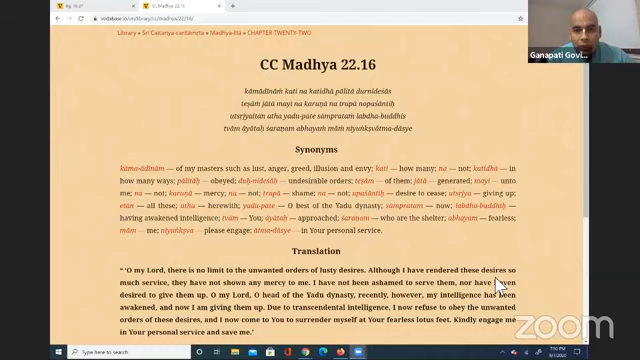 Bg. 16.21
CC Madhya 22.16
vedabase.io/en/library/cc/madhya/22/16/
Library » Śrī Caitanya-caritāmṛta » Madhya-līlā » CHAPTER TWENTY-TWO
CC Madhya 22.16
kāmādīnāṁ kati na katidhā pālitā durnideśās
teṣāṁ jātā mayi na karuṇā na trapā nopaśāntiḥ
utsṛjyaitān atha yadu-pate sāmprataṁ labdha-buddhis
tvām āyātaḥ śaraṇam abhayaṁ māṁ niyuṅkṣvātma-dāsye
Synonyms
kāma-ādīnām — of my masters such as lust, anger, greed, illusion and envy; kati — how many; na — not; katidhā — in
how many ways; pālitāḥ — obeyed; duḥ-nideśāḥ — undesirable orders; teṣām — of them; jātā — generated; mayi — unto
me; na — not; karuṇā — mercy; na — not; trapā — shame; na — not; upaśāntiḥ — desire to cease; utsṛjya — giving up;
etān — all these; atha — herewith; yadu-pate — O best of the Yadu dynasty; sāmpratam — now; labdha-buddhiḥ —
having awakened intelligence; tvām — You; āyātaḥ — approached; śaraṇam — who are the shelter; abhayam — fearless;
mām — me; niyuṅkṣva — please engage; ātma-dāsye — in Your personal service.
Translation
“ ‘O my Lord, there is no limit to the unwanted orders of lusty desires. Although I have rendered these desires so
much service, they have not shown any mercy to me. I have not been ashamed to serve them, nor have I even
desired to give them up. O my Lord, O head of the Yadu dynasty, recently, however, my intelligence has been
awakened, and now I am giving them up. Due to transcendental intelligence, I now refuse to obey the unwanted
orders of these desires, and I now come to You to surrender myself at Your fearless lotus feet. Kindly engage me
in Your personal service and save me.’
Ganapati Govi...
zoom
Type here to search
7:50 PM
9/7/2020